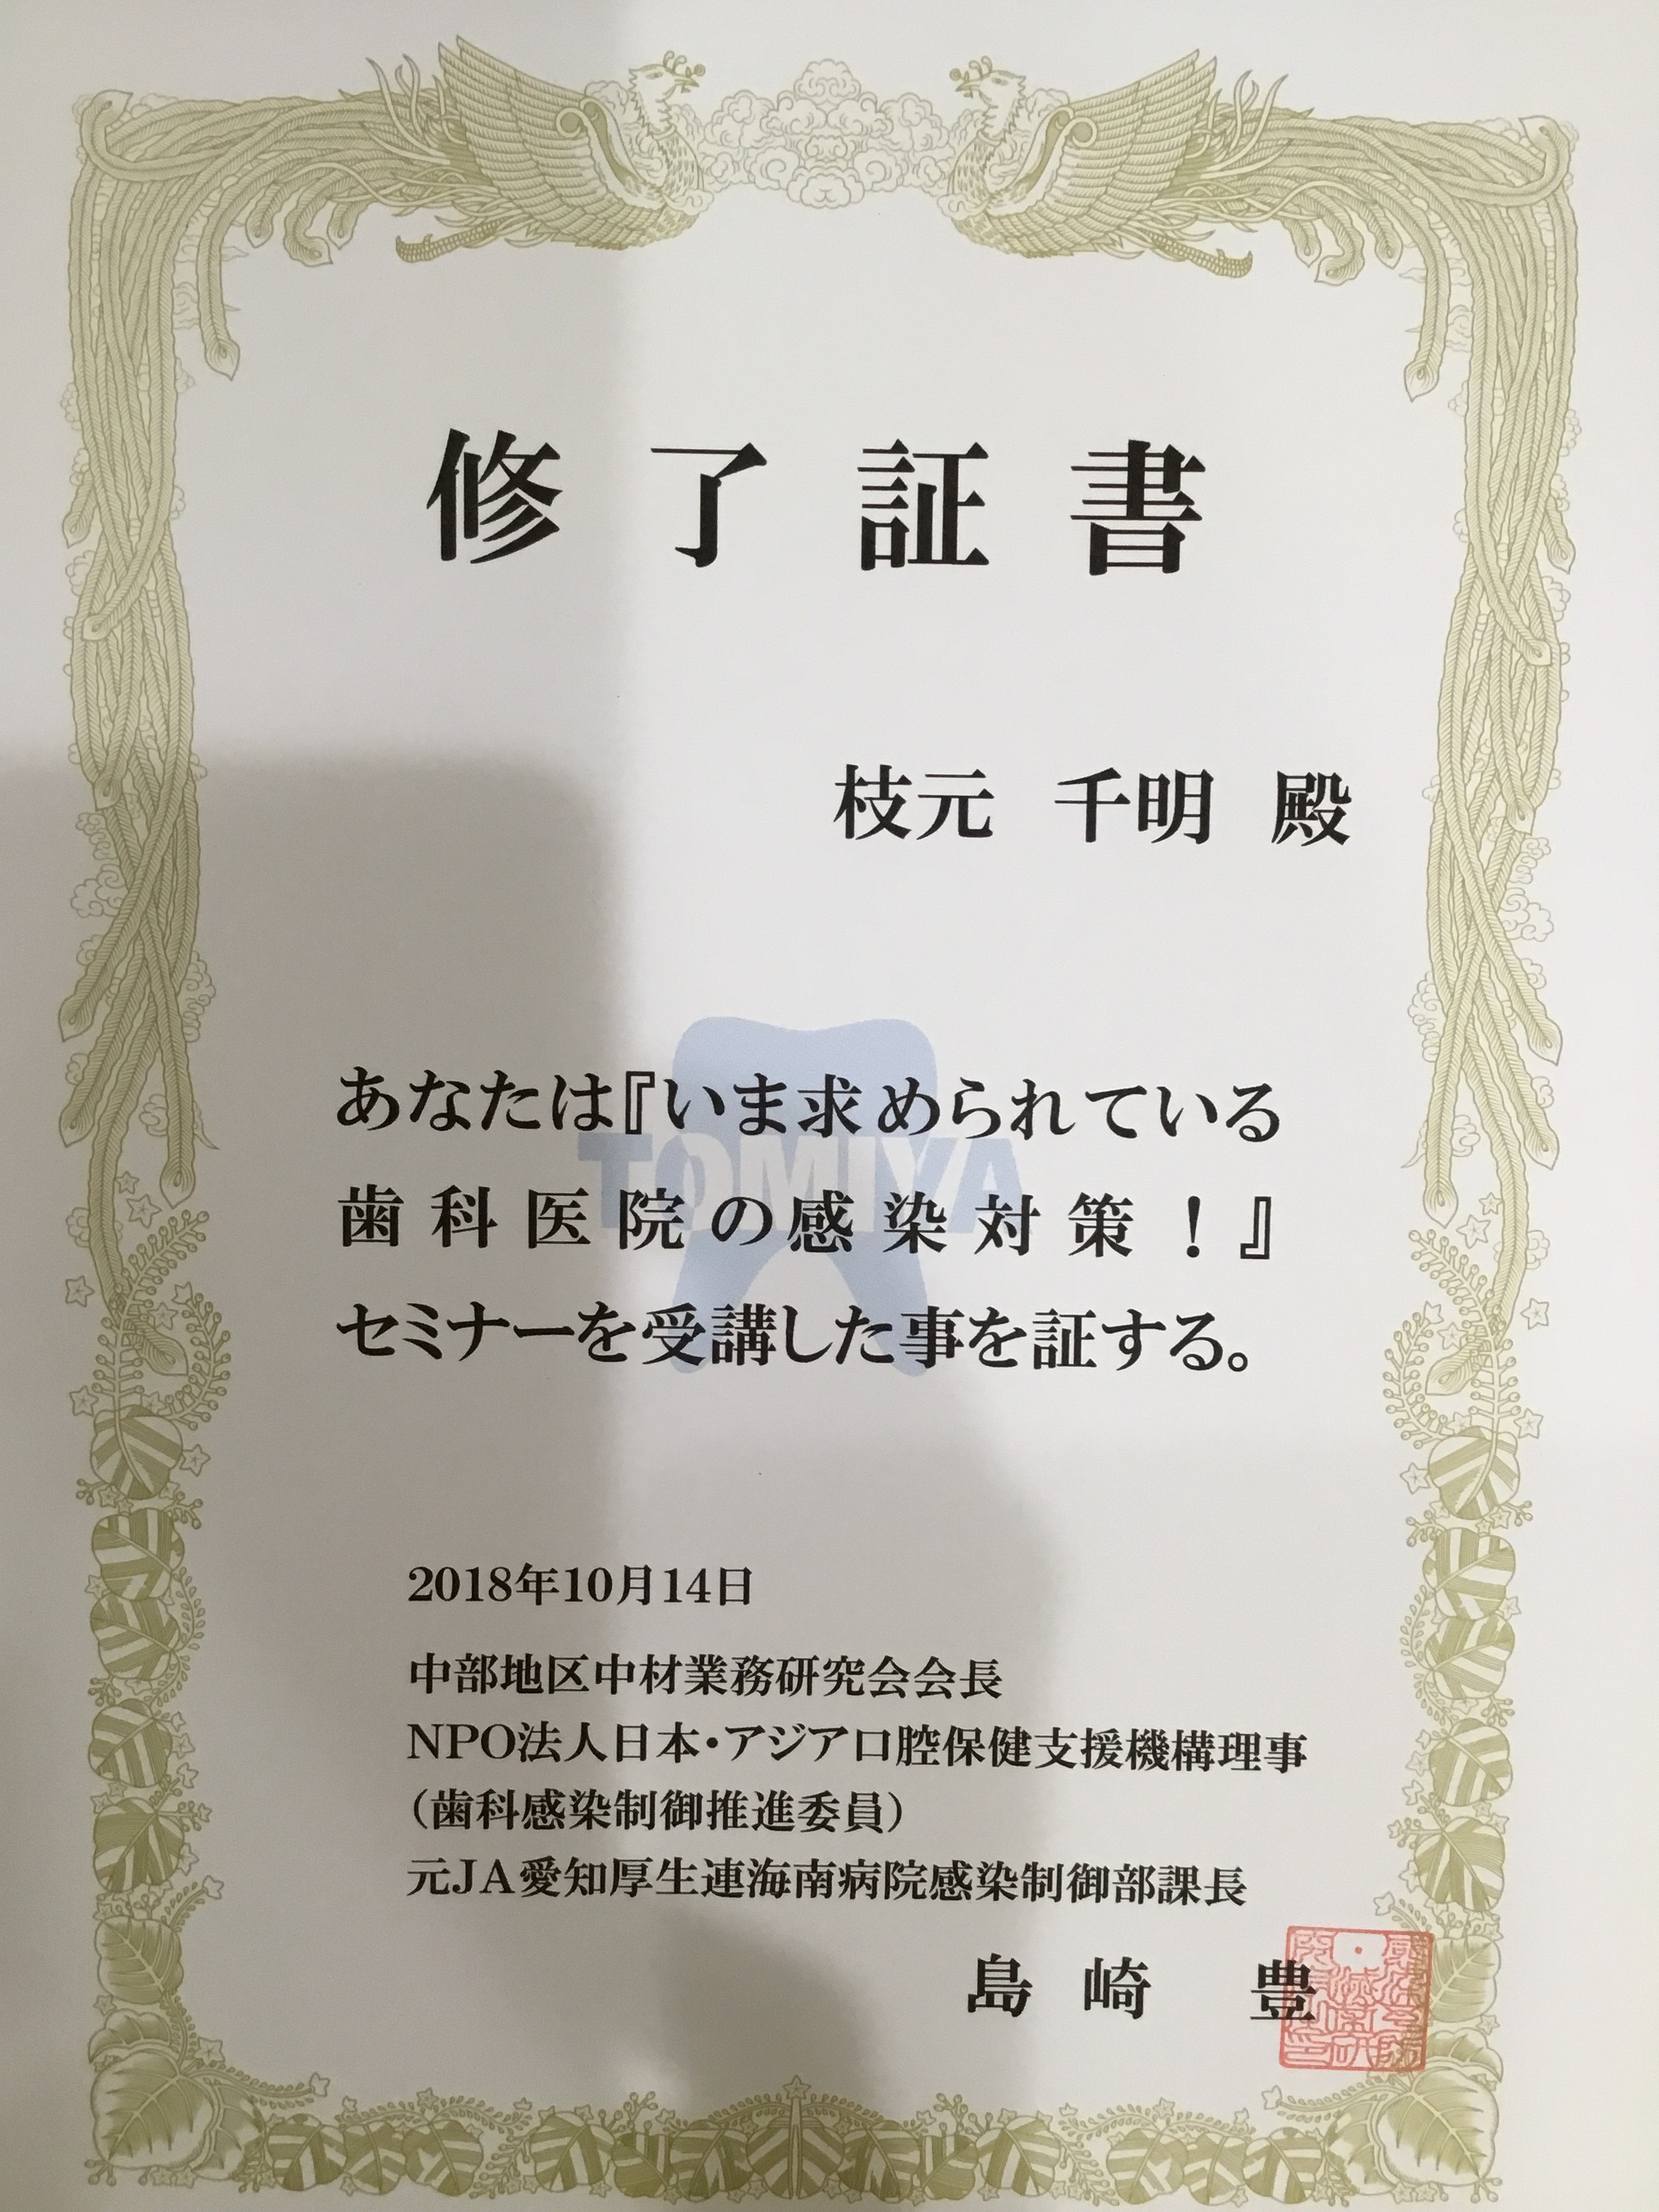 修了証書
枝元 千明 殿
TOMIYA
あなたは『いま求められている
歯科医院の感染対策！』
セミナーを受講した事を証する。
2018年10月14日
中部地区中材業務研究会会長
NPO法人日本・アジア口腔保健支援機構理事
（歯科感染制御推進委員）
元JA愛知厚生連海南病院感染制御部課長
島崎 豊